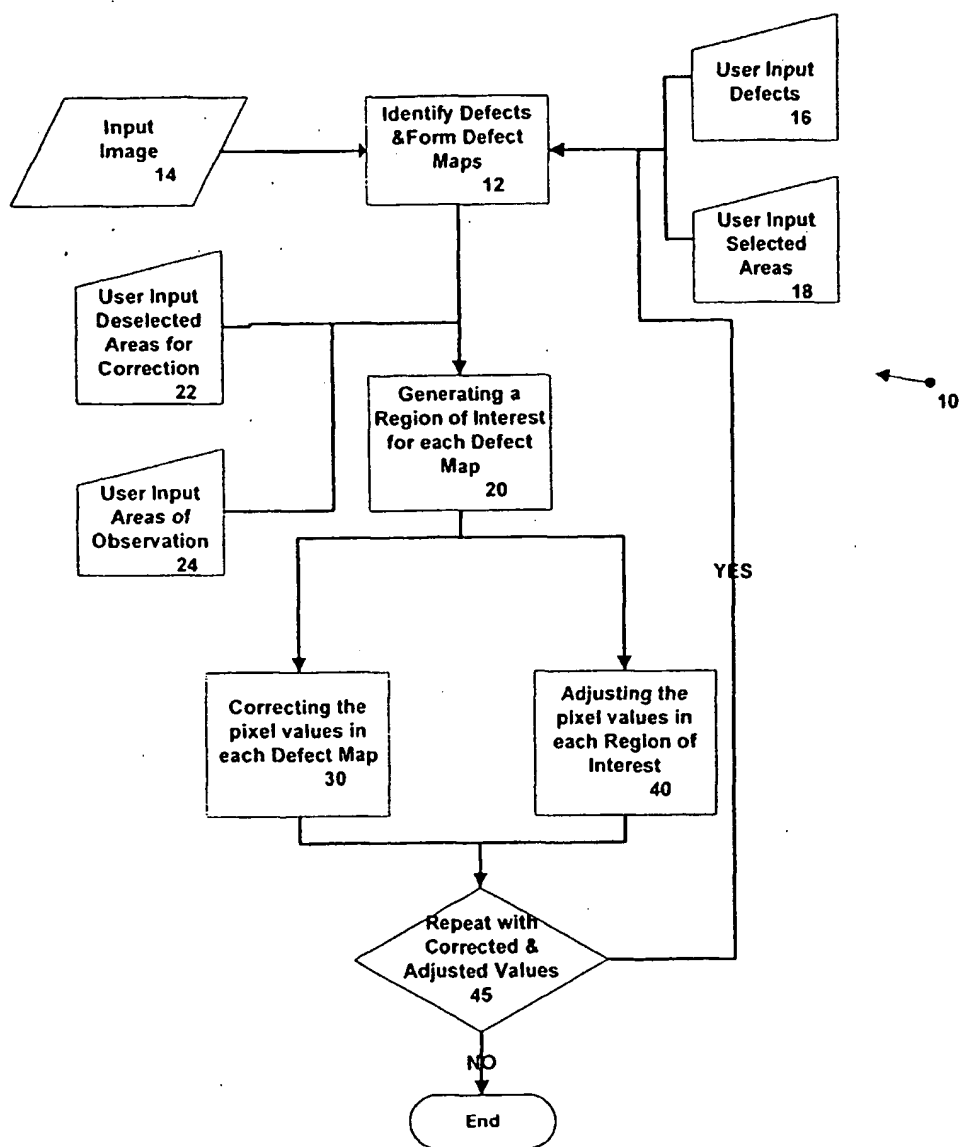 User Input
Defects
16
Input
Image
14
Identify Defects
&Form Defect
Maps
12
User Input
Selected
Areas
18
User Input
Deselected
Areas for
Correction
22
Generating a
Region of Interest
for each Defect
Map
20
10
User Input
Areas of
Observation
24
YES
Correcting the
pixel values in
each Defect Map
30
Adjusting the
pixel values in
each Region of
Interest
40
Repeat with
Corrected &
Adjusted Values
45
NO
End